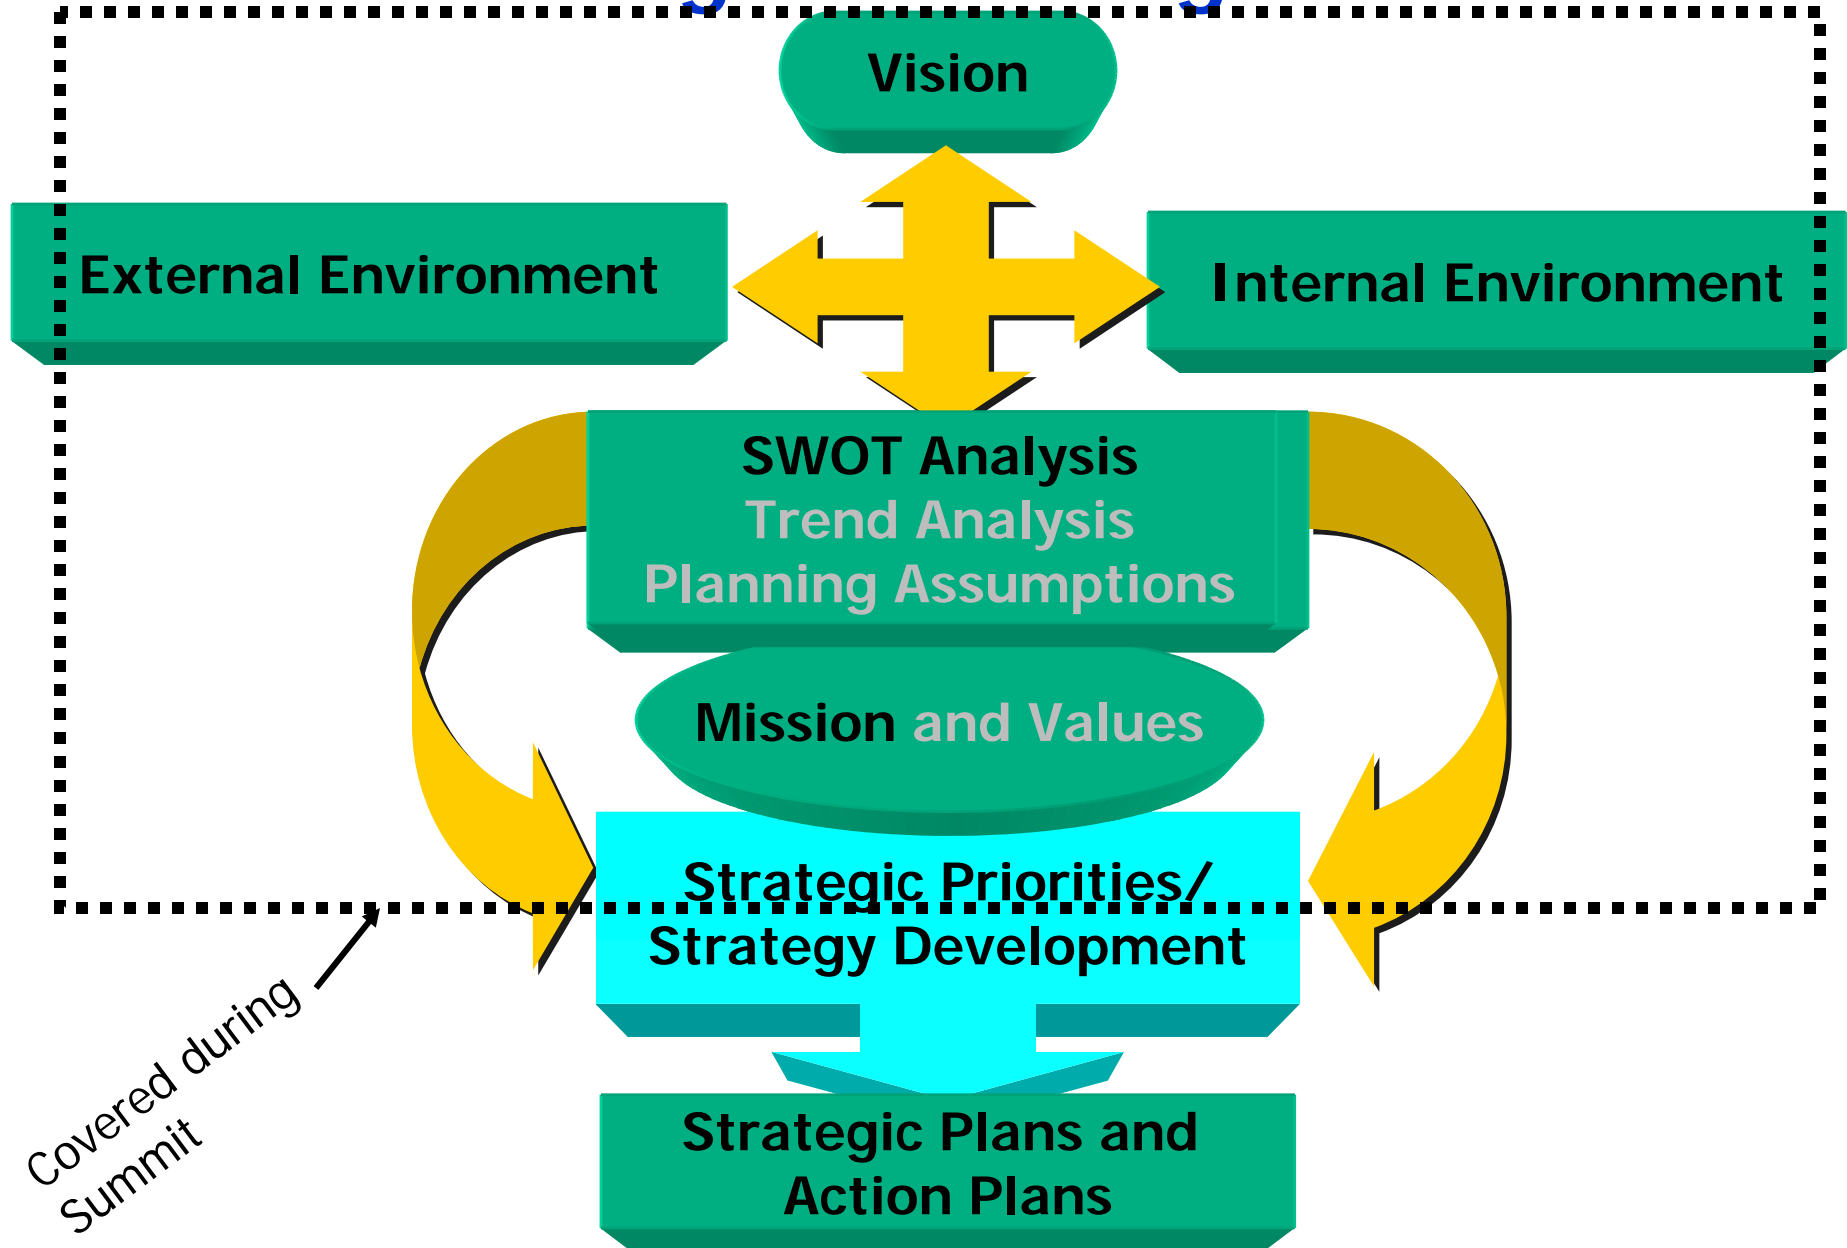 Vision
External Environment
Internal Environment
SWOT Analysis
Trend Analysis
Planning Assumptions
Mission and Values
Strategic Priorities/
Strategy Development
Covered during
Summit
Strategic Plans and
Action Plans